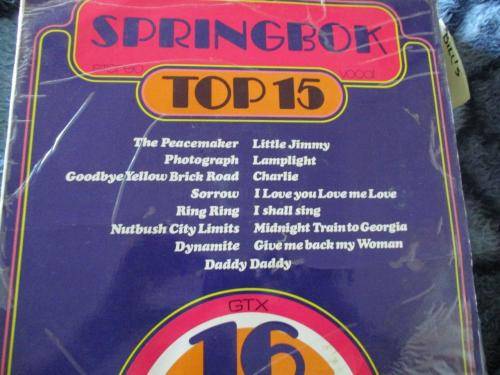 SPRINGBOK
STEREO vocal
TOP 15
The Peacemaker Little Jimmy
Photograph Lamplight
Goodbye Yellow Brick Road Charlie
Sorrow I Love you Love me Love
Ring Ring I shall sing
Nutbush City Limits Midnight Train to Georgia
Dynamite Give me back my Woman
Daddy Daddy
GTX
16